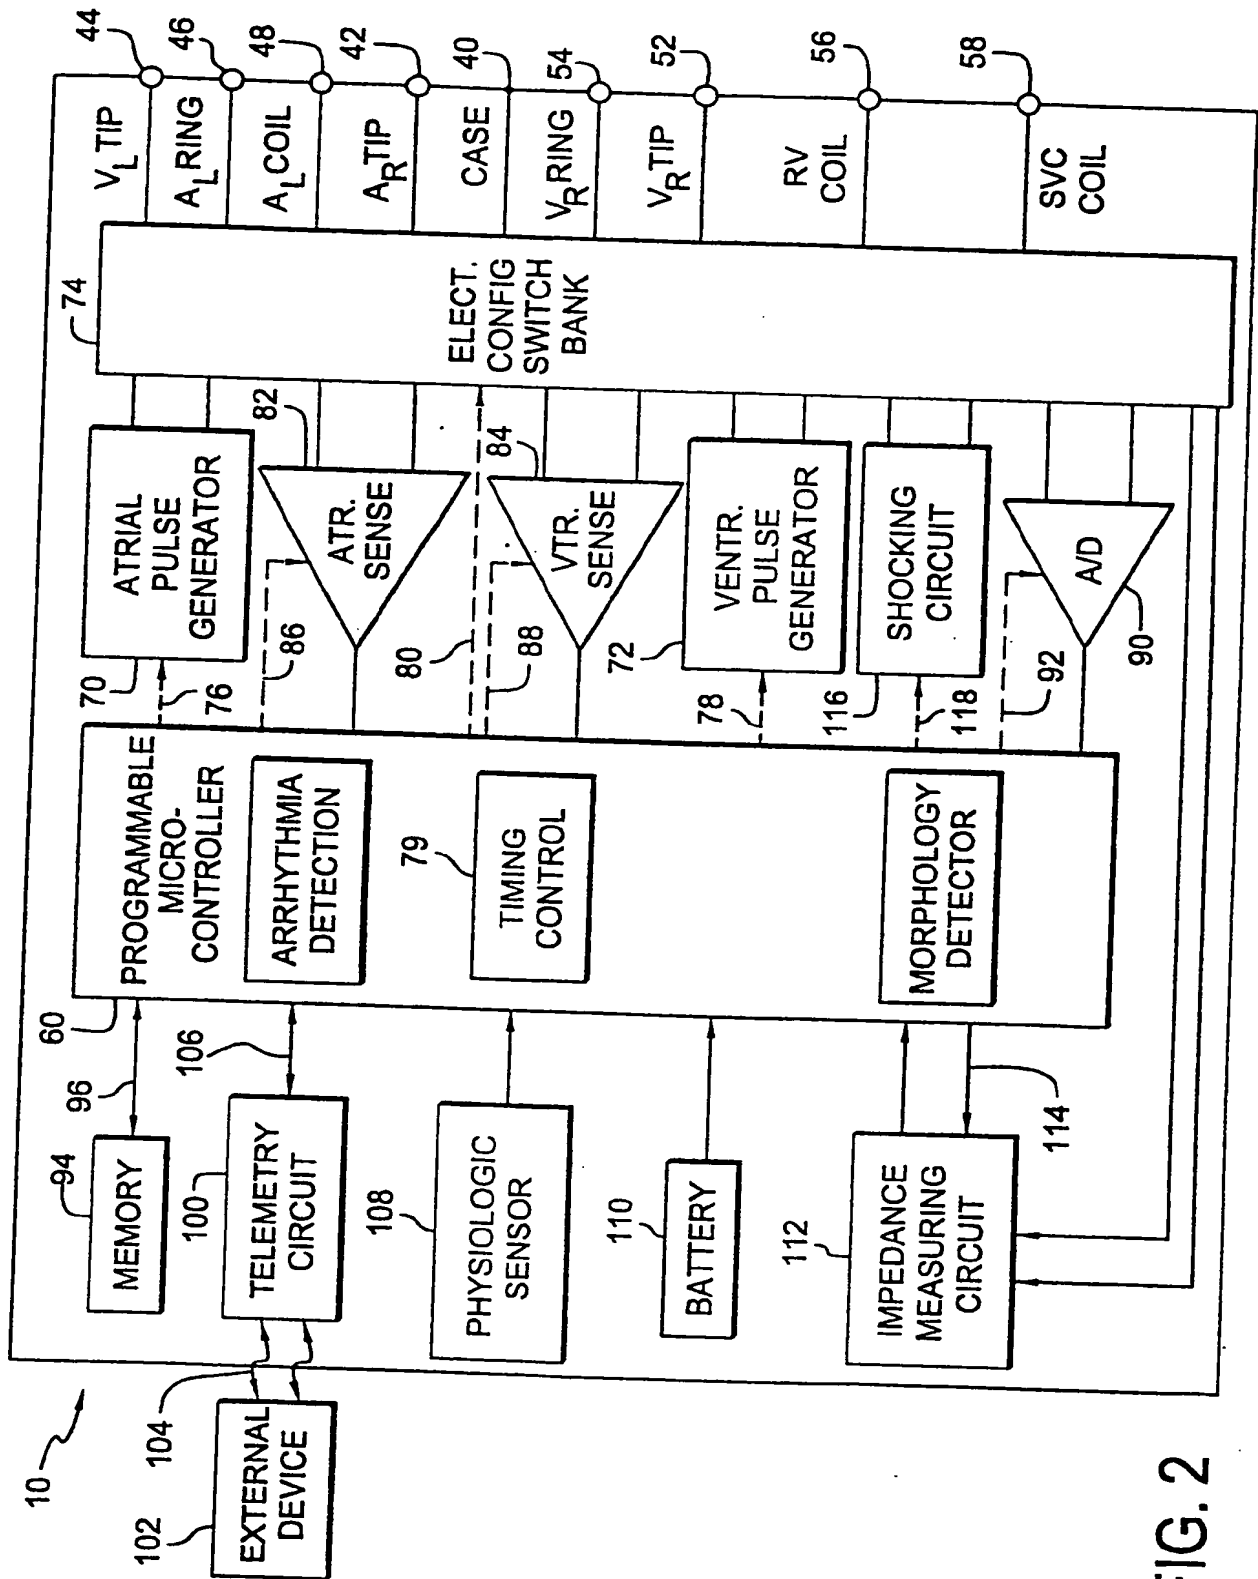 10
102
EXTERNAL
DEVICE
104
94
MEMORY
96
100
TELEMETRY
CIRCUIT
106
108
PHYSIOLOGIC
SENSOR
110
BATTERY
112
IMPEDANCE
MEASURING
CIRCUIT
114
60
PROGRAMMABLE
MICRO-
CONTROLLER
ARRHYTHMIA
DETECTION
79
TIMING
CONTROL
MORPHOLOGY
DETECTOR
70
76
ATRIAL
PULSE
GENERATOR
86
82
ATR.
SENSE
80
88
84
VTR.
SENSE
72
78
VENTR.
PULSE
GENERATOR
116
118
SHOCKING
CIRCUIT
92
90
A/D
74
ELECT.
CONFIG
SWITCH
BANK
VL TIP
44
AL RING
46
AL COIL
48
AR TIP
42
CASE
40
VR RING
54
VR TIP
52
RV
COIL
56
SVC
COIL
58
FIG. 2